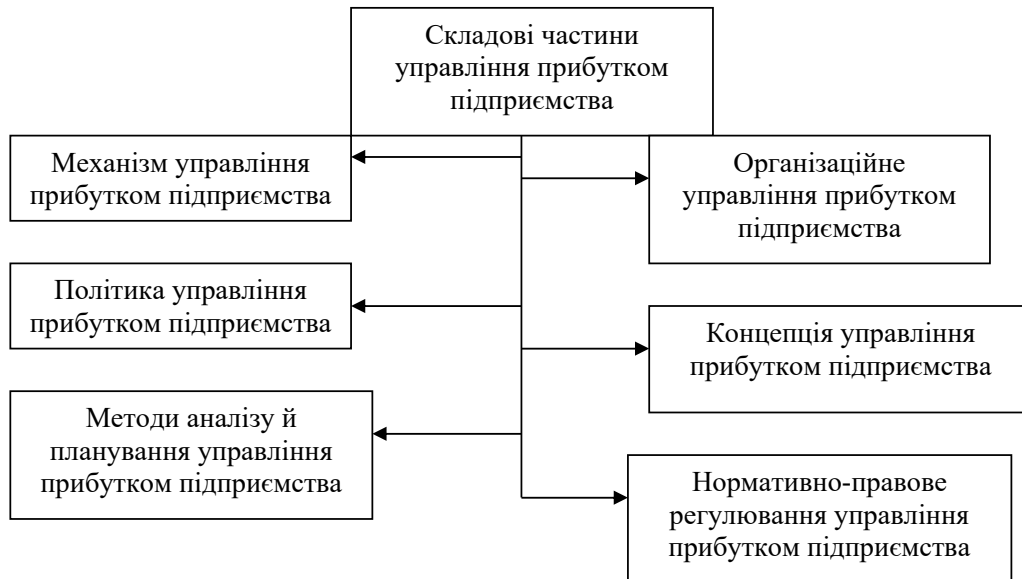 Складові частини
управління прибутком
підприємства
Механізм управління
прибутком підприємства
Організаційне
управління прибутком
підприємства
Політика управління
прибутком підприємства
Концепція управління
прибутком підприємства
Методи аналізу й
планування управління
прибутком підприємства
Нормативно-правове
регулювання управління
прибутком підприємства